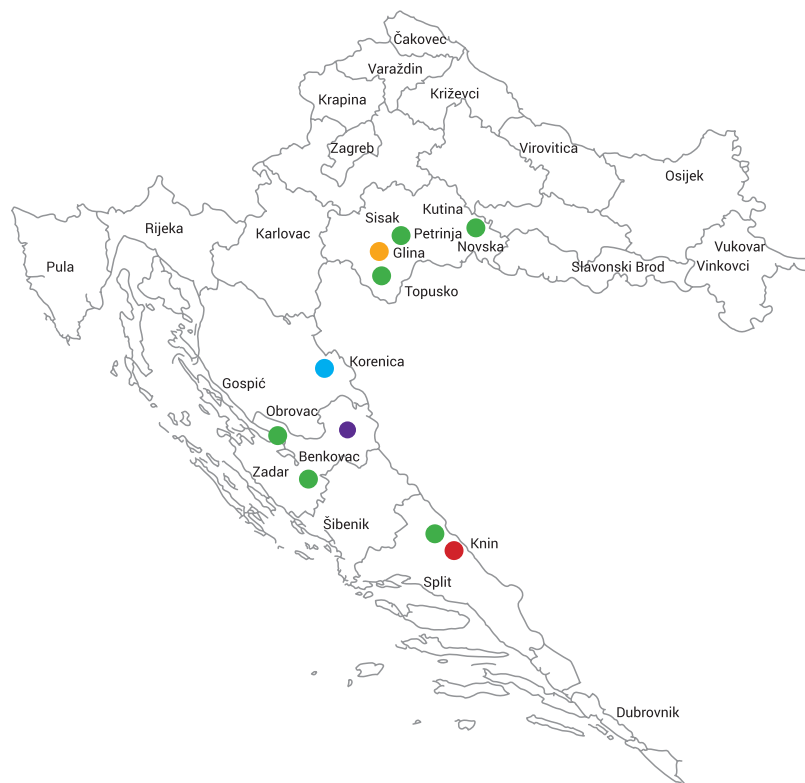 Čakovec
Varaždin
Krapina
Križevci
Zagreb
Virovitica
Osijek
Sisak
Kutina
Rijeka
Karlovac
Petrinja
Novska
Glina
Vukovar
Pula
Slavonski Brod
Vinkovci
Topusko
Korenica
Gospić
Obrovac
Benkovac
Zadar
Šibenik
Knin
Split
Dubrovnik